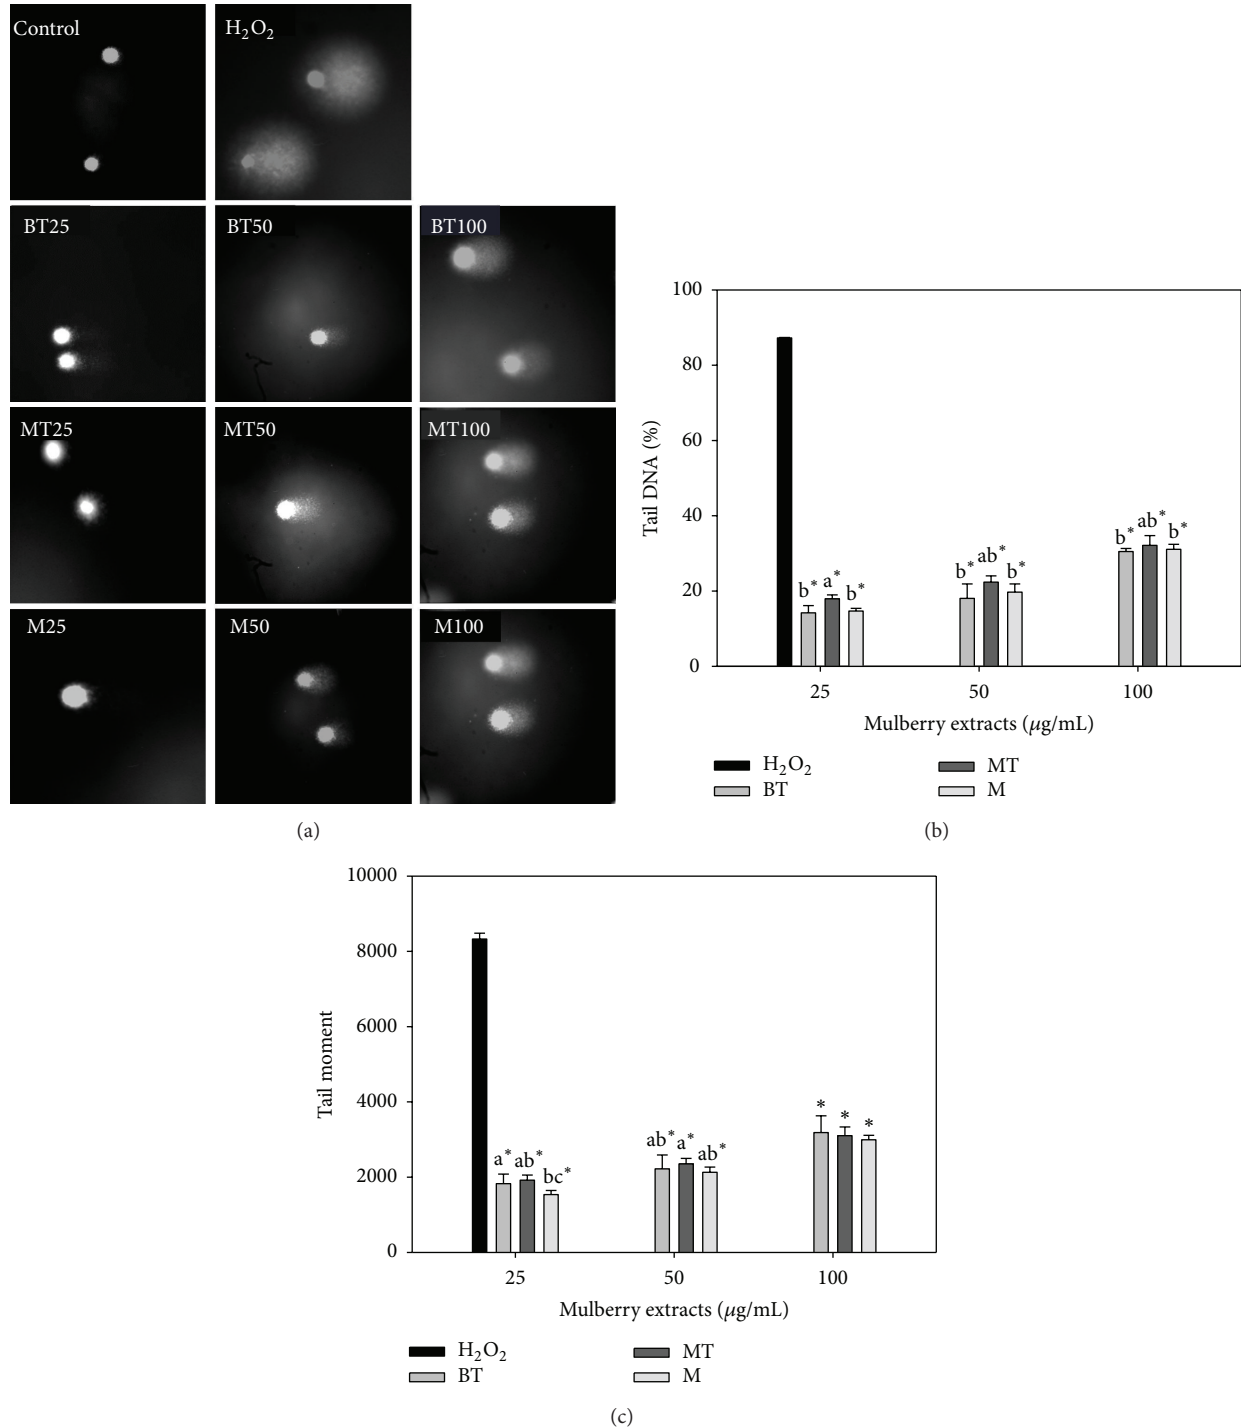 Control
H₂O₂
BT25
BT50
BT100
MT25
MT50
MT100
M25
M50
M100
(a)
100
80
60
40
20
0
Tail DNA (%)
b* a* b*
b* ab* b*
b* ab* b*
25 50 100
Mulberry extracts (μg/mL)
H₂O₂
MT
BT
M
(b)
10000
8000
6000
4000
2000
0
Tail moment
a* ab* bc*
ab* a* ab*
* * *
25 50 100
Mulberry extracts (μg/mL)
H₂O₂
MT
BT
M
(c)